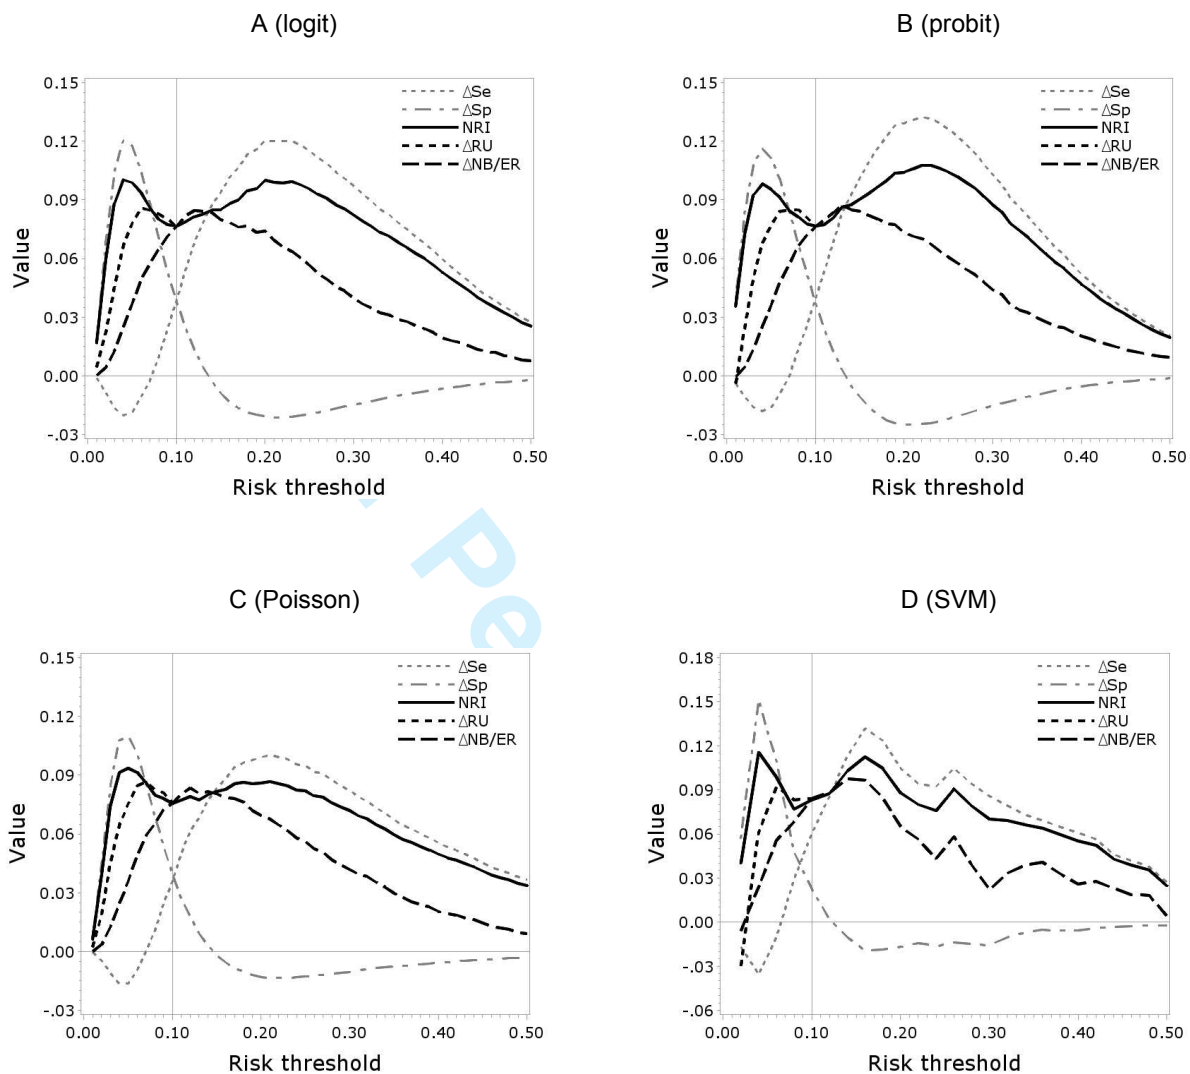 A (logit)
0.15
0.12
0.09
0.06
0.03
0.00
-.03
Value
0.00 0.10 0.20 0.30 0.40 0.50
Risk threshold
ΔSe
ΔSp
NRI
ΔRU
ΔNB/ER
B (probit)
0.15
0.12
0.09
0.06
0.03
0.00
-.03
Value
0.00 0.10 0.20 0.30 0.40 0.50
Risk threshold
ΔSe
ΔSp
NRI
ΔRU
ΔNB/ER
Pe
C (Poisson)
0.15
0.12
0.09
0.06
0.03
0.00
-.03
Value
0.00 0.10 0.20 0.30 0.40 0.50
Risk threshold
ΔSe
ΔSp
NRI
ΔRU
ΔNB/ER
D (SVM)
0.18
0.15
0.12
0.09
0.06
0.03
0.00
-.03
-.06
Value
0.00 0.10 0.20 0.30 0.40 0.50
Risk threshold
ΔSe
ΔSp
NRI
ΔRU
ΔNB/ER